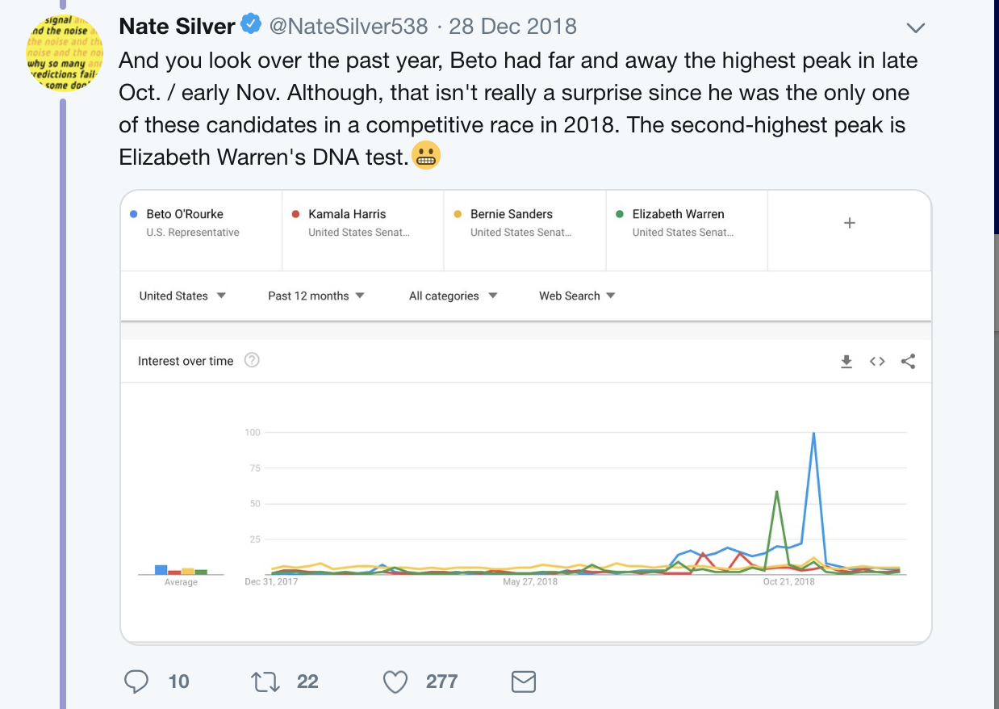 signal an
nd the noise a
the noise and the
noise and the noi
why so many and
redictions fail-
some don'
Nate Silver @NateSilver538 · 28 Dec 2018
And you look over the past year, Beto had far and away the highest peak in late
Oct. / early Nov. Although, that isn't really a surprise since he was the only one
of these candidates in a competitive race in 2018. The second-highest peak is
Elizabeth Warren's DNA test.😬
Beto O'Rourke
U.S. Representative
Kamala Harris
United States Senat...
Bernie Sanders
United States Senat...
Elizabeth Warren
United States Senat...
+
United States Past 12 months All categories Web Search
Interest over time ?
100
75
50
25
Average
Dec 31, 2017 May 27, 2018 Oct 21, 2018
10 22 277